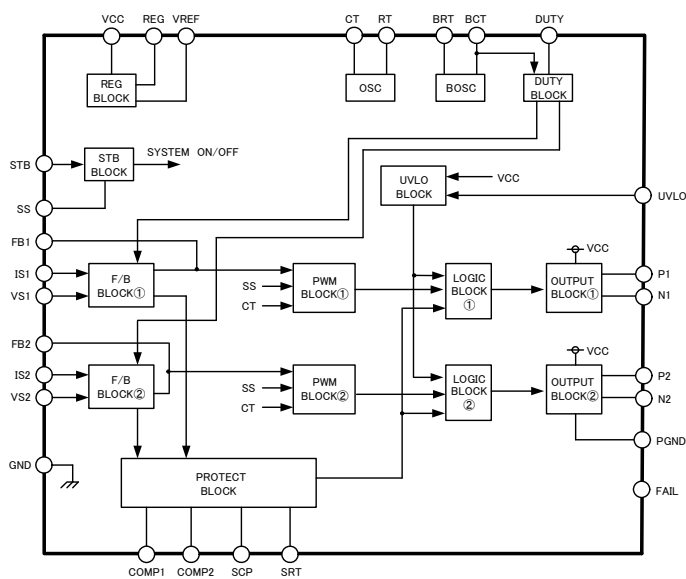 VCC REG VREF CT RT BRT BCT DUTY
REG
BLOCK
OSC
BOSC
DUTY
BLOCK
STB
STB
BLOCK
SYSTEM ON/OFF
SS
UVLO
BLOCK
VCC
UVLO
FB1
IS1
VS1
F/B
BLOCK①
SS
CT
PWM
BLOCK①
LOGIC
BLOCK
①
VCC
OUTPUT
BLOCK①
P1
N1
FB2
IS2
VS2
F/B
BLOCK②
SS
CT
PWM
BLOCK②
LOGIC
BLOCK
②
VCC
OUTPUT
BLOCK②
P2
N2
PGND
GND
PROTECT
BLOCK
FAIL
COMP1 COMP2 SCP SRT